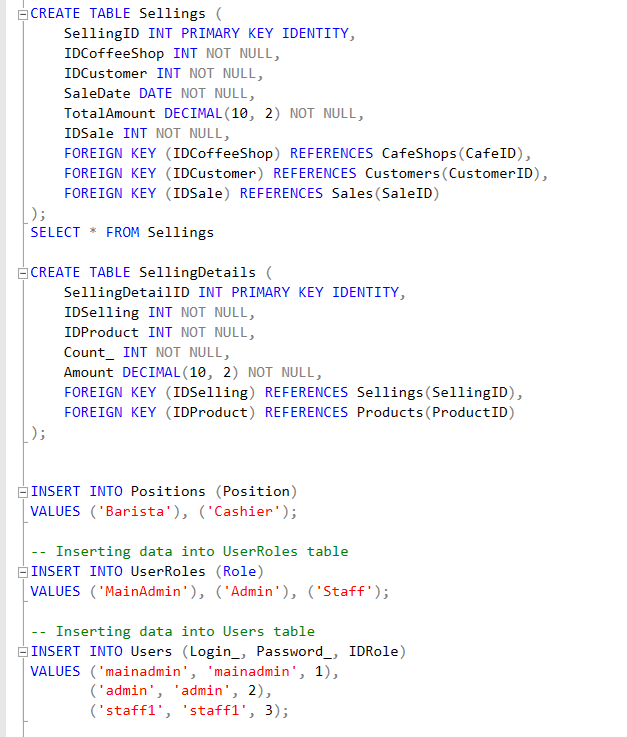 CREATE TABLE Sellings (
SellingID INT PRIMARY KEY IDENTITY,
IDCoffeeShop INT NOT NULL,
IDCustomer INT NOT NULL,
SaleDate DATE NOT NULL,
TotalAmount DECIMAL(10, 2) NOT NULL,
IDSale INT NOT NULL,
FOREIGN KEY (IDCoffeeShop) REFERENCES CafeShops(CafeID),
FOREIGN KEY (IDCustomer) REFERENCES Customers(CustomerID),
FOREIGN KEY (IDSale) REFERENCES Sales(SaleID)
);
SELECT * FROM Sellings
CREATE TABLE SellingDetails (
SellingDetailID INT PRIMARY KEY IDENTITY,
IDSelling INT NOT NULL,
IDProduct INT NOT NULL,
Count_ INT NOT NULL,
Amount DECIMAL(10, 2) NOT NULL,
FOREIGN KEY (IDSelling) REFERENCES Sellings(SellingID),
FOREIGN KEY (IDProduct) REFERENCES Products(ProductID)
);
INSERT INTO Positions (Position)
VALUES ('Barista'), ('Cashier');
-- Inserting data into UserRoles table
INSERT INTO UserRoles (Role)
VALUES ('MainAdmin'), ('Admin'), ('Staff');
-- Inserting data into Users table
INSERT INTO Users (Login_, Password_, IDRole)
VALUES ('mainadmin', 'mainadmin', 1),
('admin', 'admin', 2),
('staff1', 'staff1', 3);